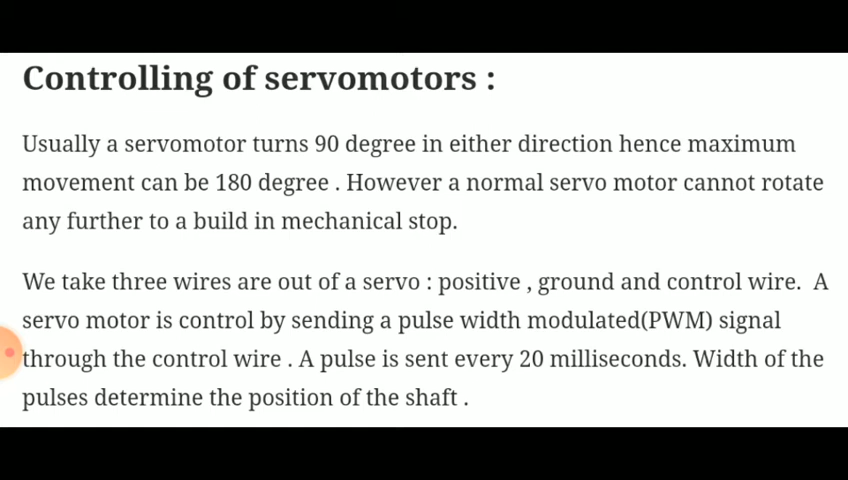 Controlling of servomotors :
Usually a servomotor turns 90 degree in either direction hence maximum
movement can be 180 degree . However a normal servo motor cannot rotate
any further to a build in mechanical stop.
We take three wires are out of a servo : positive , ground and control wire.  A
servo motor is control by sending a pulse width modulated(PWM) signal
through the control wire . A pulse is sent every 20 milliseconds. Width of the
pulses determine the position of the shaft .